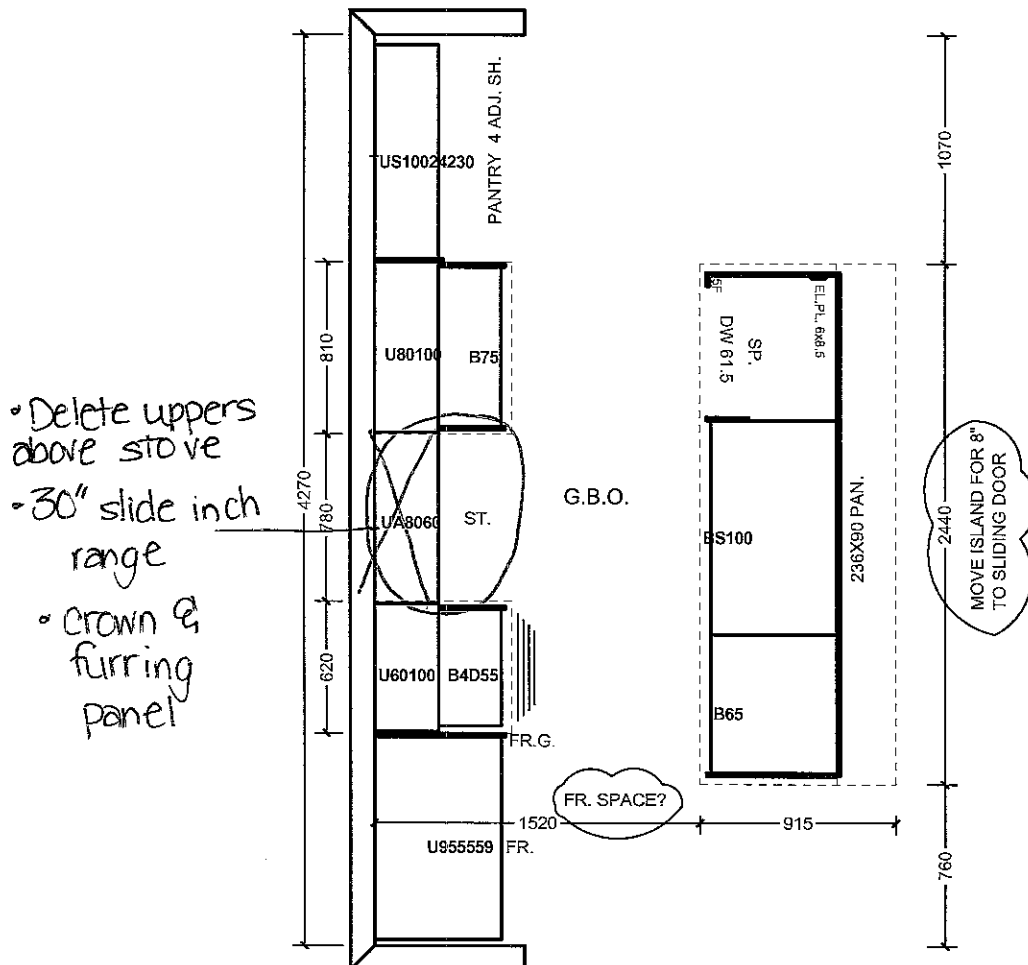 • Delete uppers
above stove
• 30" slide inch
range
• crown &
furring
panel
4270
810
780
620
TUS10024230
PANTRY 4 ADJ. SH.
U80100
B75
UA8060
ST.
U60100
B4D55
FR.G.
U955559
FR.
G.B.O.
FR. SPACE?
1520
915
5F
SP.
DW 61.5
EL.PL. 6x8.5
BS100
B65
236X90 PAN.
1070
2440
760
MOVE ISLAND FOR 8"
TO SLIDING DOOR